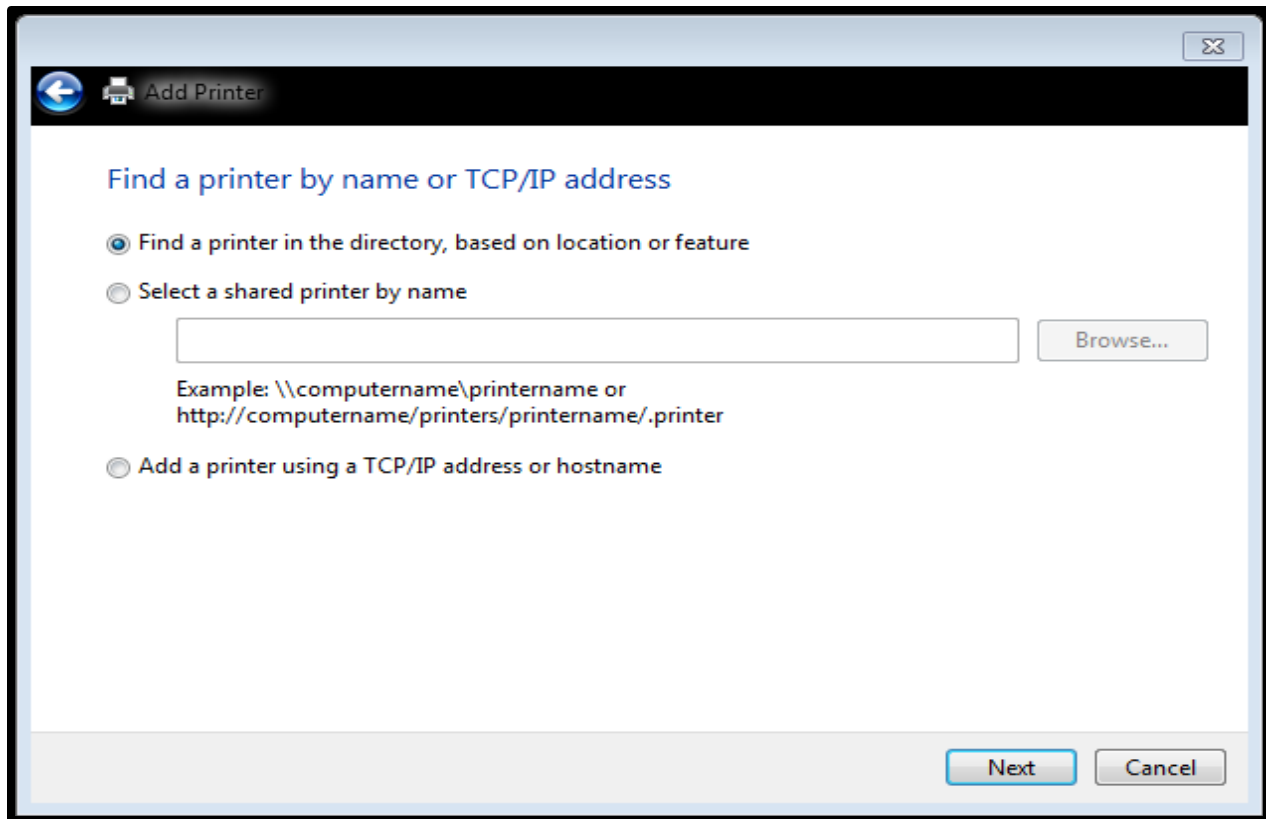 Add Printer
Find a printer by name or TCP/IP address
Find a printer in the directory, based on location or feature
Select a shared printer by name
Browse...
Example: \\computername\printername or
http://computername/printers/printername/.printer
Add a printer using a TCP/IP address or hostname
Next
Cancel